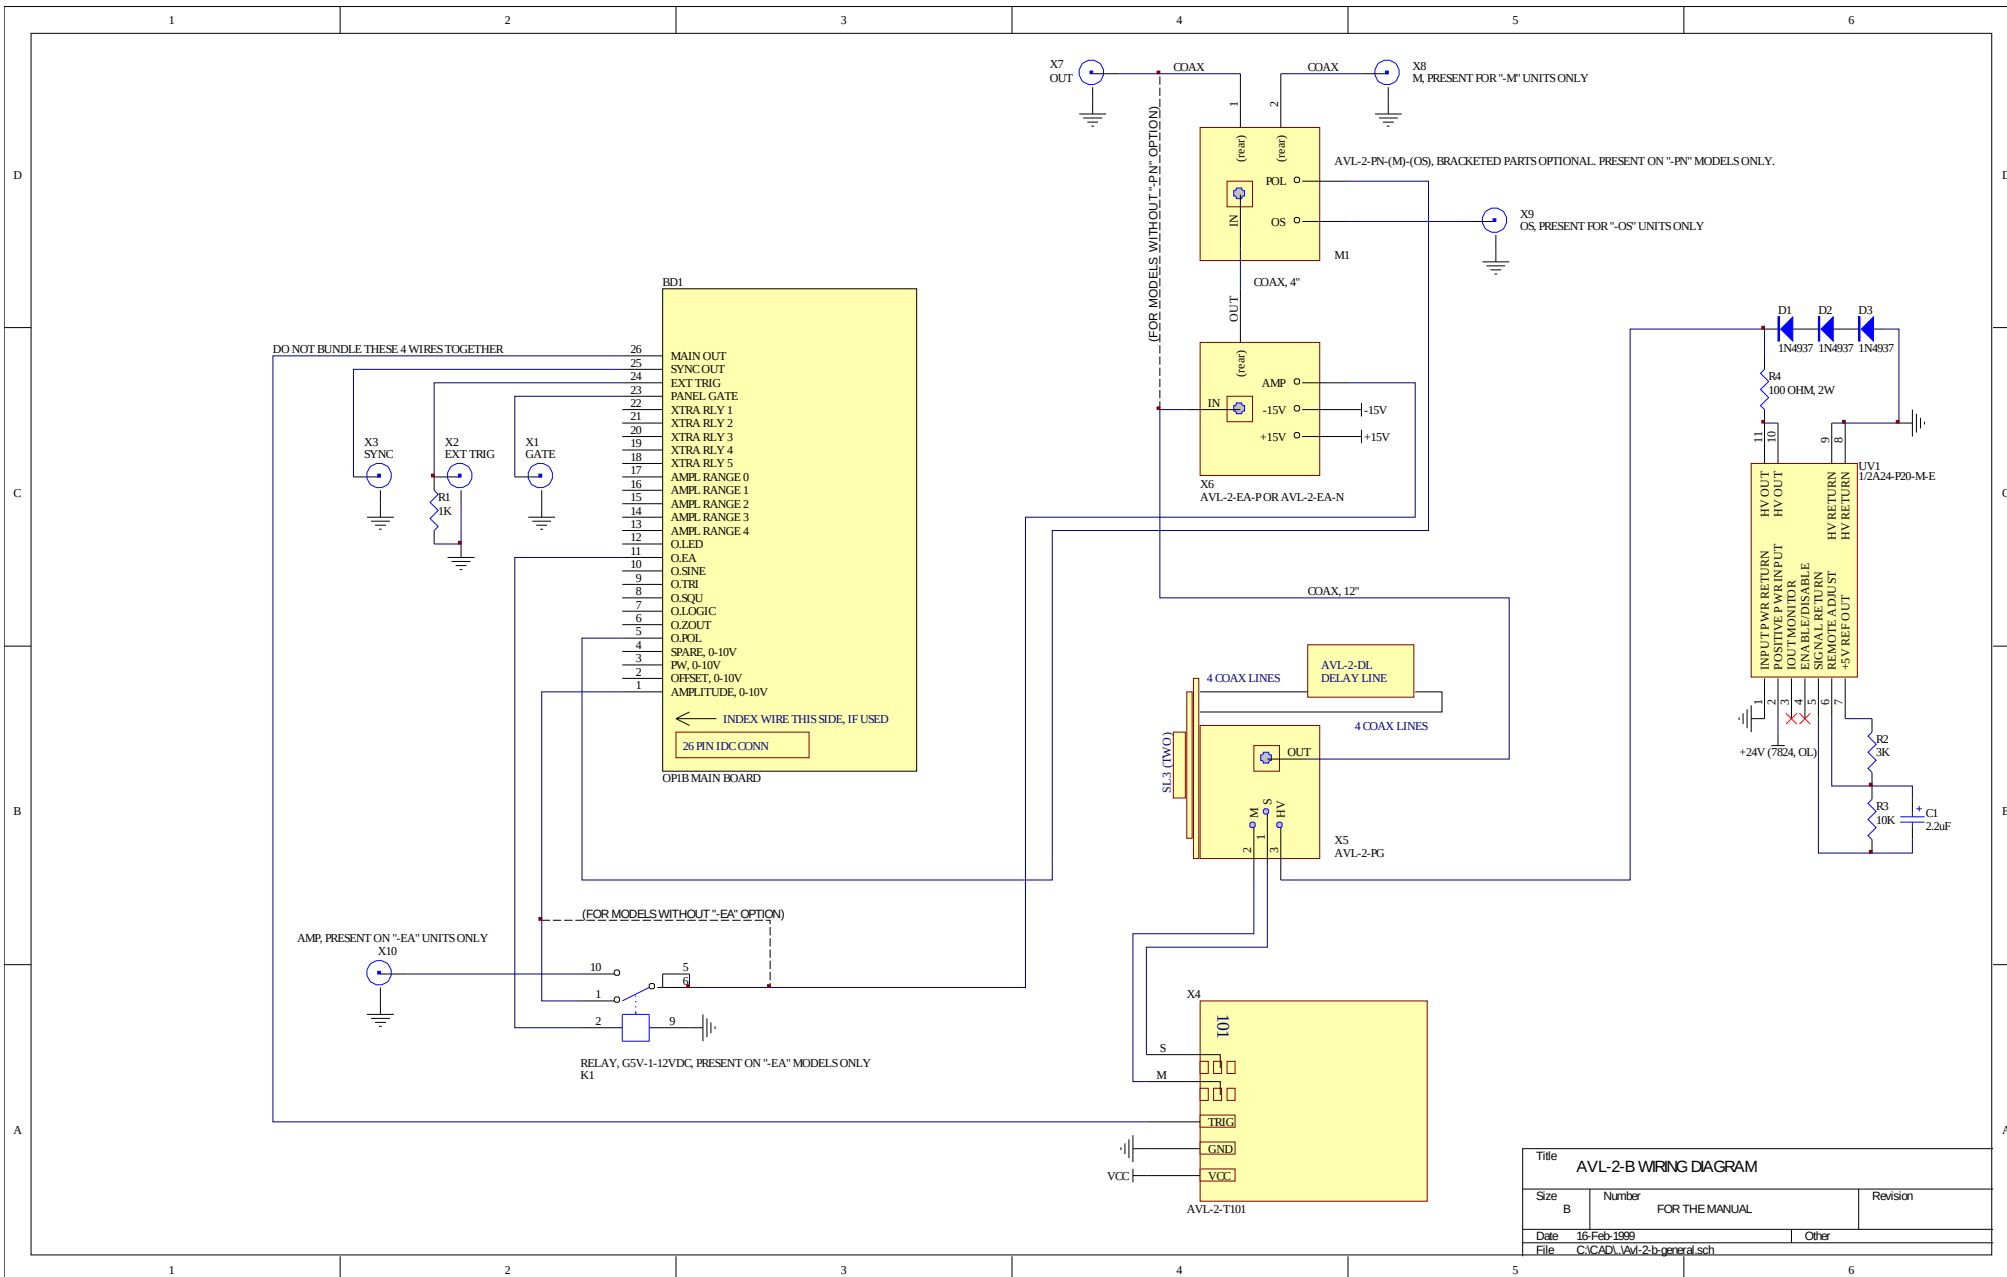 1 2 3 4 5 6
X7
OUT
COAX
COAX
X8
M, PRESENT FOR "-M" UNITS ONLY
1
2
(FOR MODELS WITHOUT "-PN" OPTION)
(rear)
(rear)
AVL-2-PN-(M)-(OS), BRACKETED PARTS OPTIONAL. PRESENT ON "-PN" MODELS ONLY.
D
D
POL
IN
OS
X9
OS, PRESENT FOR "-OS" UNITS ONLY
M1
COAX, 4"
OUT
BD1
DO NOT BUNDLE THESE 4 WIRES TOGETHER
26 MAIN OUT
25 SYNC OUT
24 EXT TRIG
23 PANEL GATE
22 XTRA RLY 1
21 XTRA RLY 2
20 XTRA RLY 3
19 XTRA RLY 4
18 XTRA RLY 5
17 AMPL RANGE 0
16 AMPL RANGE 1
15 AMPL RANGE 2
14 AMPL RANGE 3
13 AMPL RANGE 4
12 O.LED
11 O.EA
10 O.SINE
9 O.TRI
8 O.SQU
7 O.LOGIC
6 O.ZOUT
5 O.POL
4 SPARE, 0-10V
3 PW, 0-10V
2 OFFSET, 0-10V
1 AMPLITUDE, 0-10V
INDEX WIRE THIS SIDE, IF USED
26 PIN IDC CONN
OP1B MAIN BOARD
X3
SYNC
X2
EXT TRIG
X1
GATE
R1
1K
C
C
(rear)
AMP
IN
-15V
-15V
+15V
+15V
X6
AVL-2-EA-P OR AVL-2-EA-N
D1
D2
D3
1N4937
1N4937
1N4937
R4
100 OHM, 2W
11
10
9
8
UV1
1/2A24-P20-M-E
HV OUT
HV OUT
HV RETURN
HV RETURN
INPUT PWR RETURN
POSITIVE PWR INPUT
IOUT MONITOR
ENABLE/DISABLE
SIGNAL RETURN
REMOTE ADJUST
+5V REF OUT
1
2
3
4
5
6
7
+24V (7824, OL)
R2
3K
R3
10K
+
C1
2.2uF
COAX, 12"
AVL-2-DL
DELAY LINE
4 COAX LINES
4 COAX LINES
SL3 (TWO)
OUT
M
S
HV
2
1
3
X5
AVL-2-PG
B
B
(FOR MODELS WITHOUT "-EA" OPTION)
AMP, PRESENT ON "-EA" UNITS ONLY
X10
10
5
6
1
2
9
RELAY, G5V-1-12VDC, PRESENT ON "-EA" MODELS ONLY
K1
X4
101
S
M
TRIG
GND
VCC
VCC
AVL-2-T101
A
A
Title
AVL-2-B WIRING DIAGRAM
Size
B
Number
FOR THE MANUAL
Revision
Date 16-Feb-1999
Other
File C:\CAD\..\Avl-2-b-general.sch
1 2 3 4 5 6